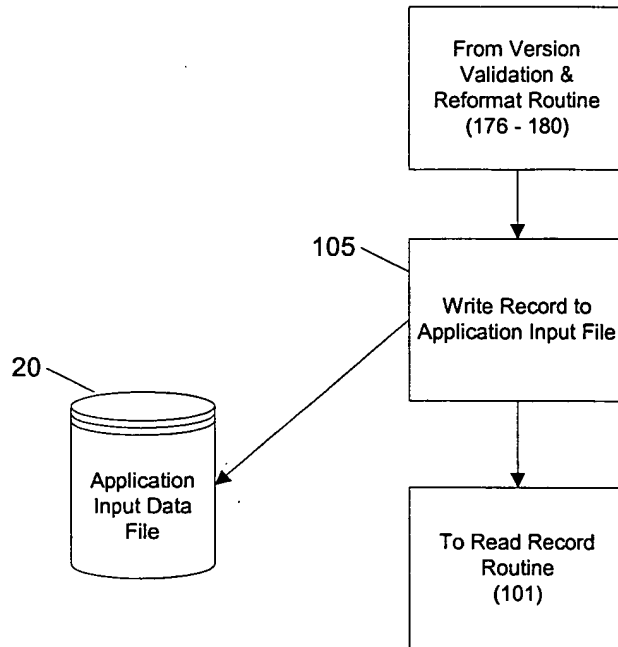 From Version
Validation &
Reformat Routine
(176 - 180)
105
Write Record to
Application Input File
20
Application
Input Data
File
To Read Record
Routine
(101)